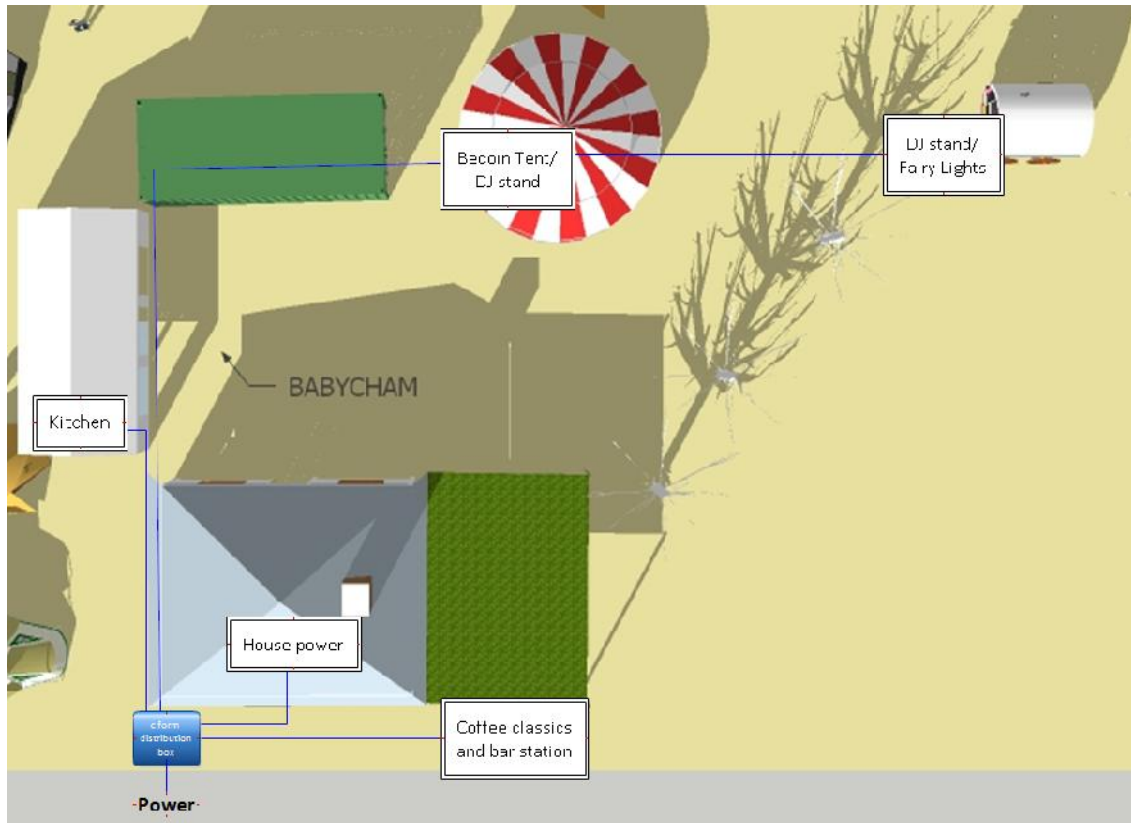 Bacoin Tent/
DJ stand
DJ stand/
Fairy Lights
BABYCHAM
Kitchen
House power
cform
distribution
box
Coffee classics
and bar station
Power